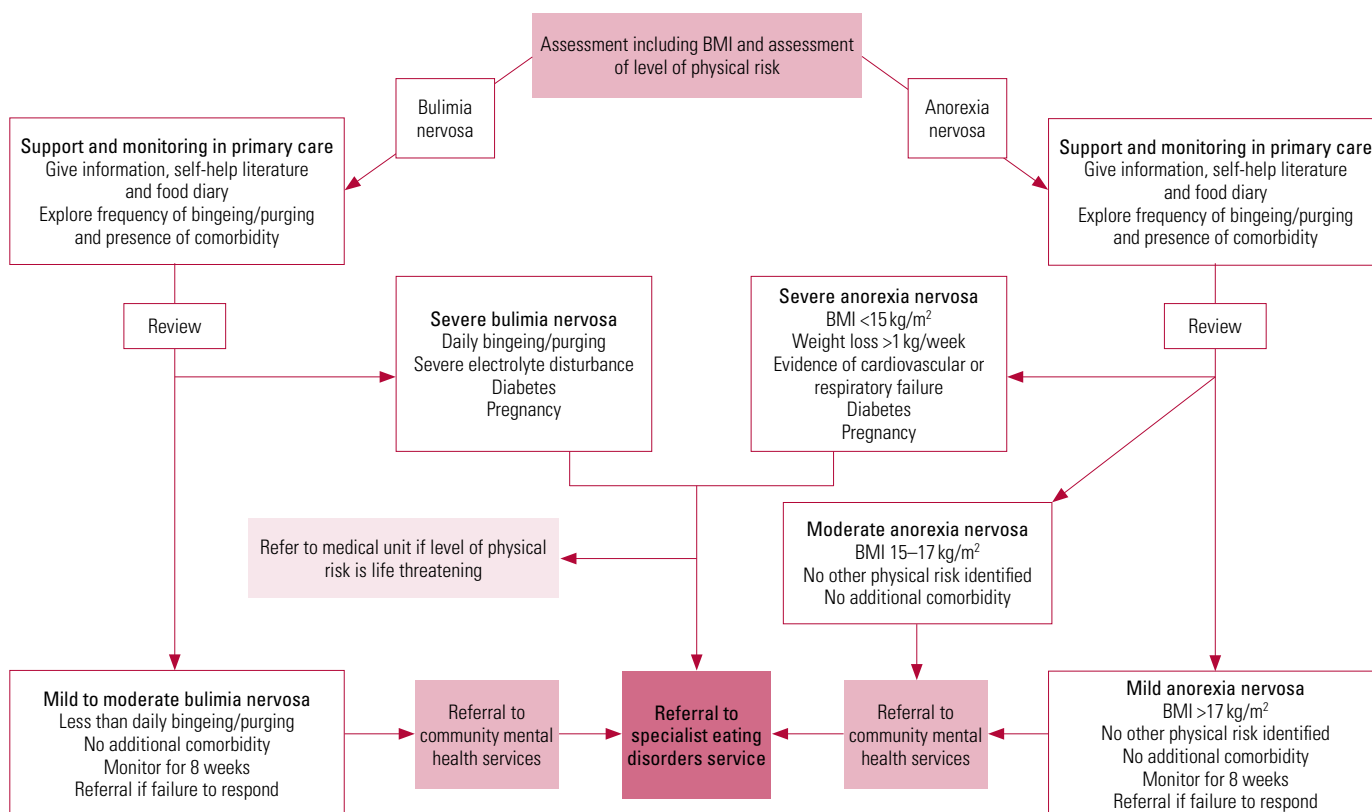 Assessment including BMI and assessment
of level of physical risk
Bulimia
nervosa
Anorexia
nervosa
Support and monitoring in primary care
Give information, self-help literature
and food diary
Explore frequency of bingeing/purging
and presence of comorbidity
Support and monitoring in primary care
Give information, self-help literature
and food diary
Explore frequency of bingeing/purging
and presence of comorbidity
Review
Severe bulimia nervosa
Daily bingeing/purging
Severe electrolyte disturbance
Diabetes
Pregnancy
Severe anorexia nervosa
BMI <15 kg/m²
Weight loss >1 kg/week
Evidence of cardiovascular or
respiratory failure
Diabetes
Pregnancy
Review
Refer to medical unit if level of physical
risk is life threatening
Moderate anorexia nervosa
BMI 15–17 kg/m²
No other physical risk identified
No additional comorbidity
Mild to moderate bulimia nervosa
Less than daily bingeing/purging
No additional comorbidity
Monitor for 8 weeks
Referral if failure to respond
Referral to
community mental
health services
Referral to
specialist eating
disorders service
Referral to
community mental
health services
Mild anorexia nervosa
BMI >17 kg/m²
No other physical risk identified
No additional comorbidity
Monitor for 8 weeks
Referral if failure to respond